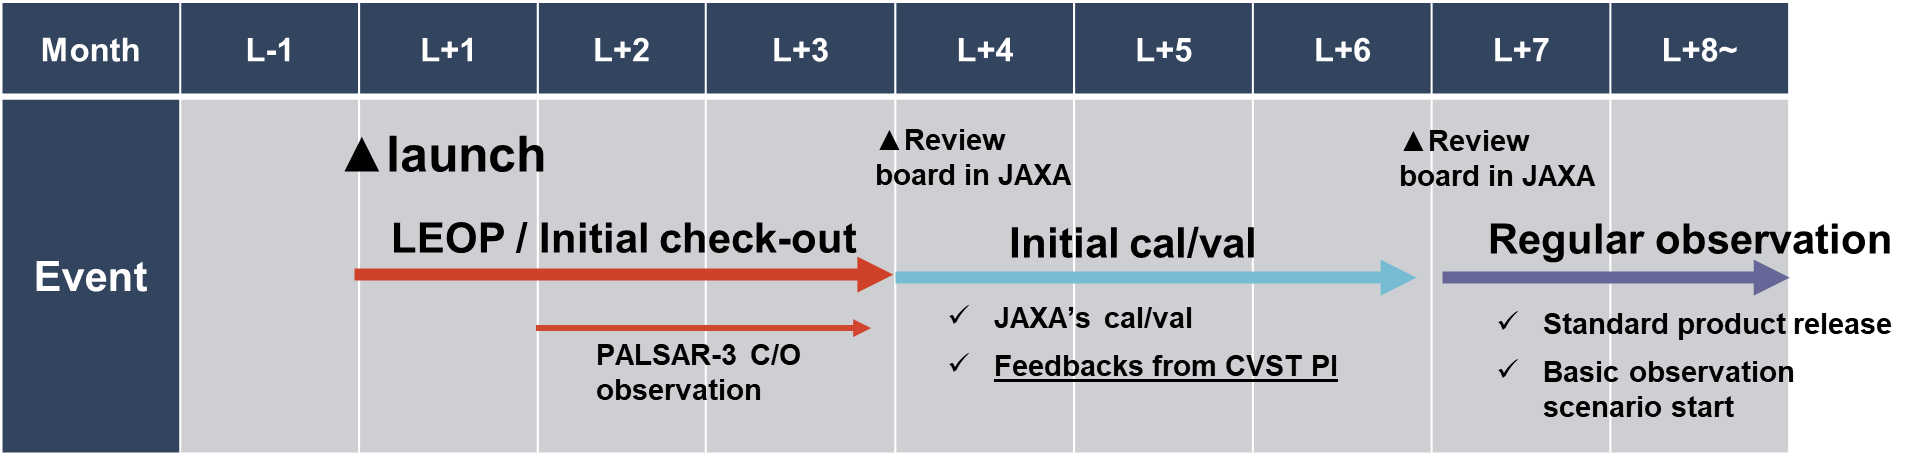 Month L-1 L+1 L+2 L+3 L+4 L+5 L+6 L+7 L+8~
Event
▲launch
▲Review
board in JAXA
▲Review
board in JAXA
LEOP / Initial check-out
Initial cal/val
Regular observation
PALSAR-3 C/O
observation
✓ JAXA's cal/val
✓ Feedbacks from CVST PI
✓ Standard product release
✓ Basic observation
scenario start